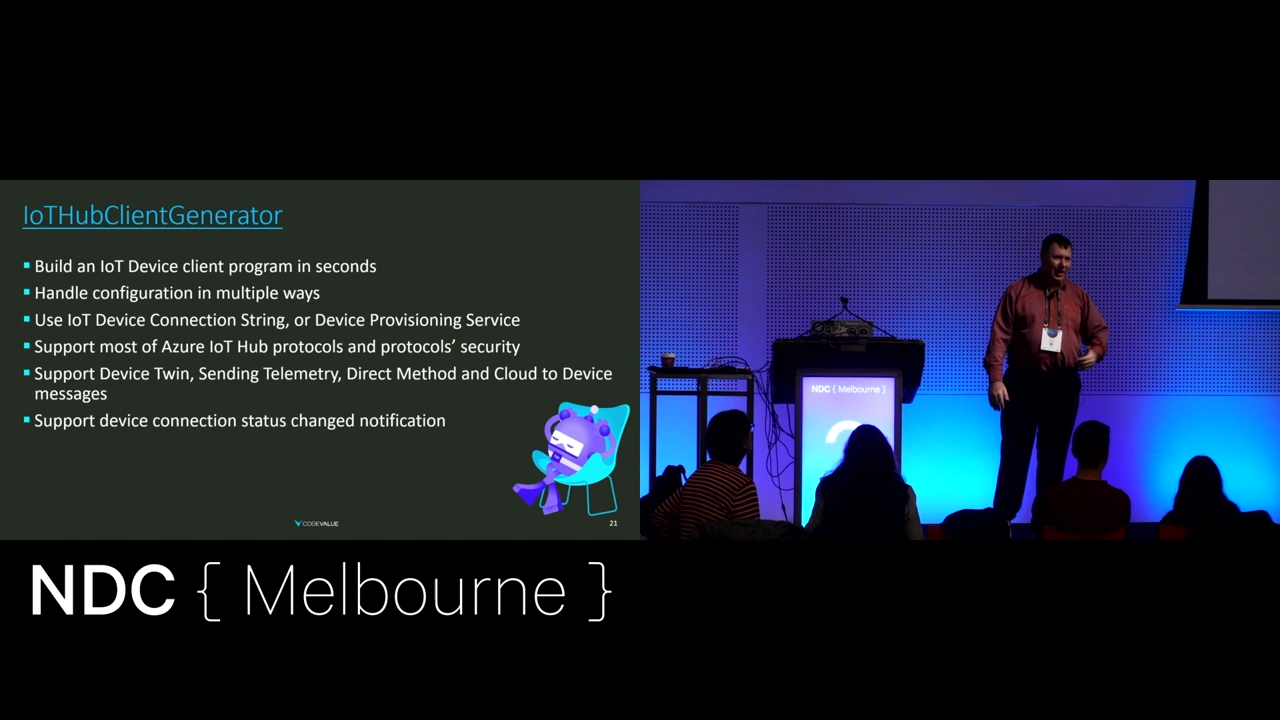 IoTHubClientGenerator
Build an IoT Device client program in seconds
Handle configuration in multiple ways
Use IoT Device Connection String, or Device Provisioning Service
Support most of Azure IoT Hub protocols and protocols’ security
Support Device Twin, Sending Telemetry, Direct Method and Cloud to Device
messages
Support device connection status changed notification
CODEVALUE
21
NDC { Melbourne }
NDC { Melbourne }